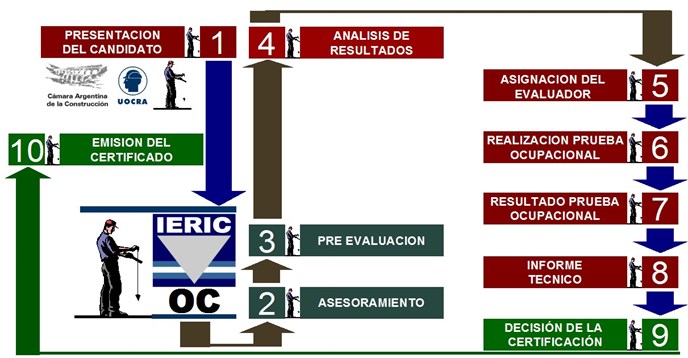 PRESENTACION
DEL CANDIDATO
1
Cámara Argentina
de la Construcción
UOCRA
IERIC
OC
2
ASESORAMIENTO
3
PRE EVALUACION
4
ANALISIS DE
RESULTADOS
5
ASIGNACION DEL
EVALUADOR
6
REALIZACION PRUEBA
OCUPACIONAL
7
RESULTADO PRUEBA
OCUPACIONAL
8
INFORME
TECNICO
9
DECISIÓN DE LA
CERTIFICACIÓN
10
EMISION DEL
CERTIFICADO